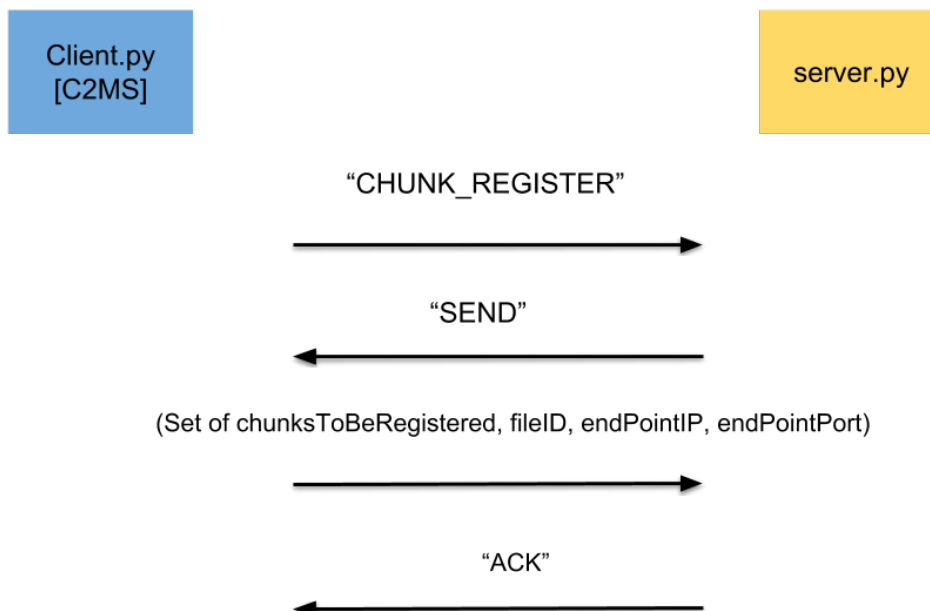 Client.py
[C2MS]
server.py
“CHUNK_REGISTER”
“SEND”
(Set of chunksToBeRegistered, fileID, endPointIP, endPointPort)
“ACK”